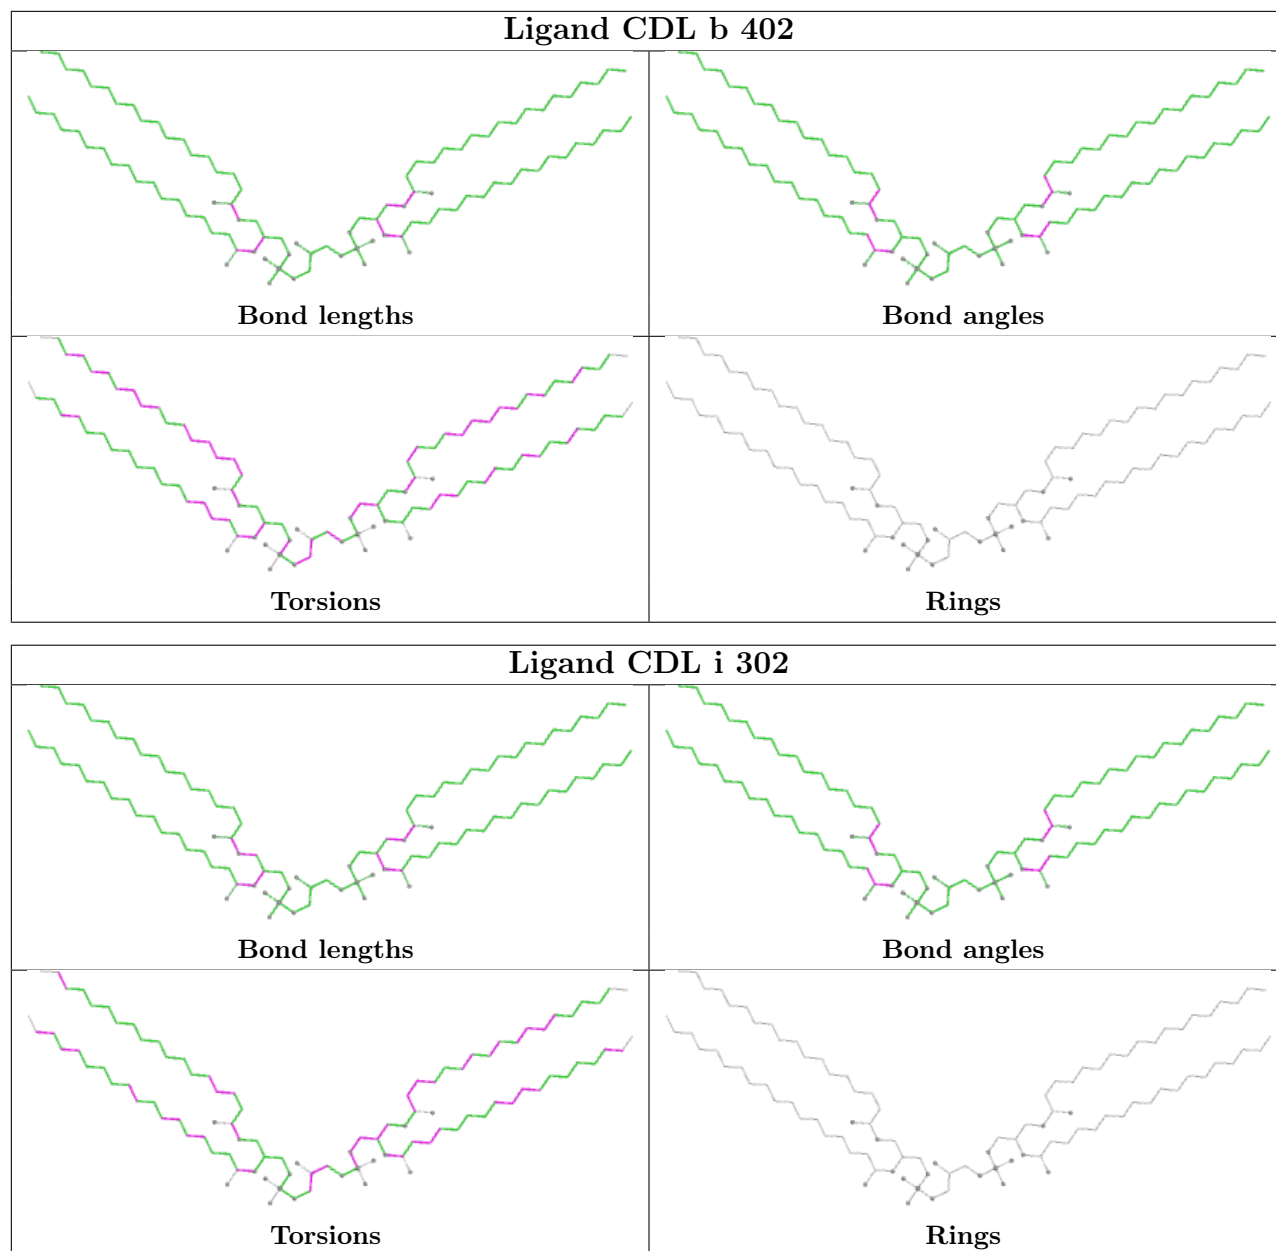 Ligand CDL b 402
Bond lengths
Bond angles
Torsions
Rings
Ligand CDL i 302
Bond lengths
Bond angles
Torsions
Rings